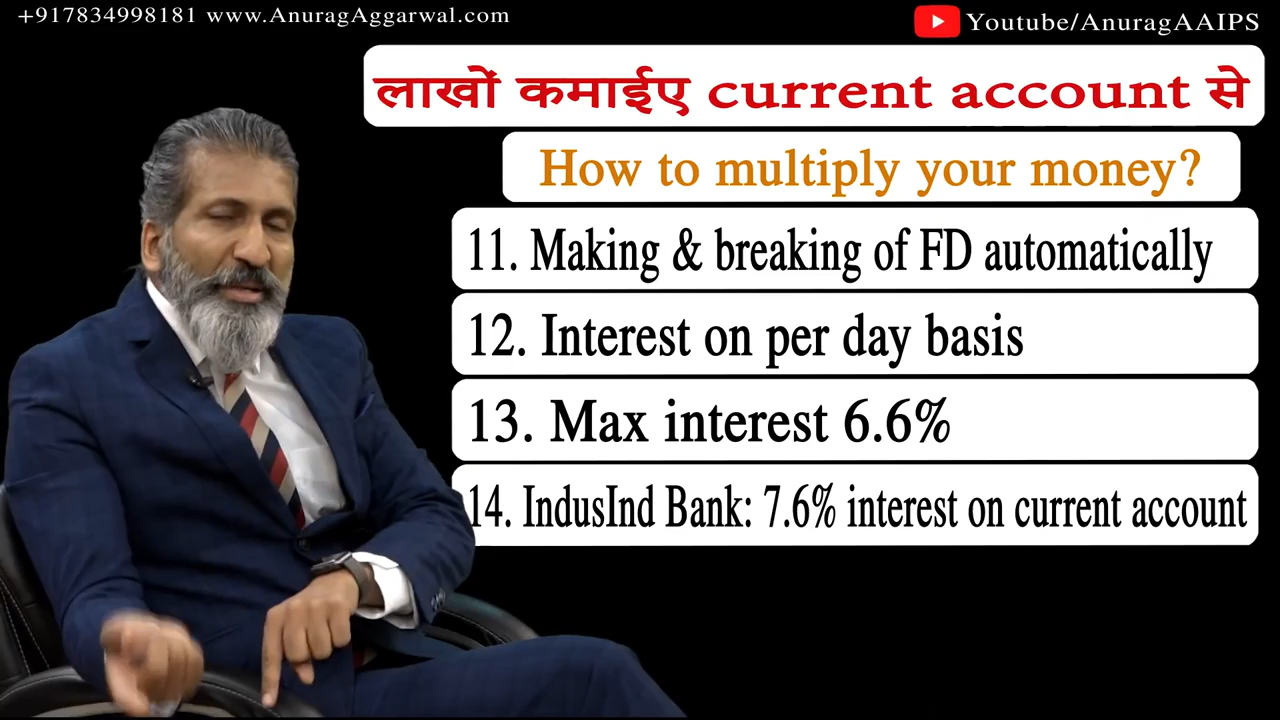 +917834998181 www.AnuragAggarwal.com
Youtube/AnuragAAIPS
लाखों कमाईए current account से
How to multiply your money?
11. Making & breaking of FD automatically
12. Interest on per day basis
13. Max interest 6.6%
14. IndusInd Bank: 7.6% interest on current account